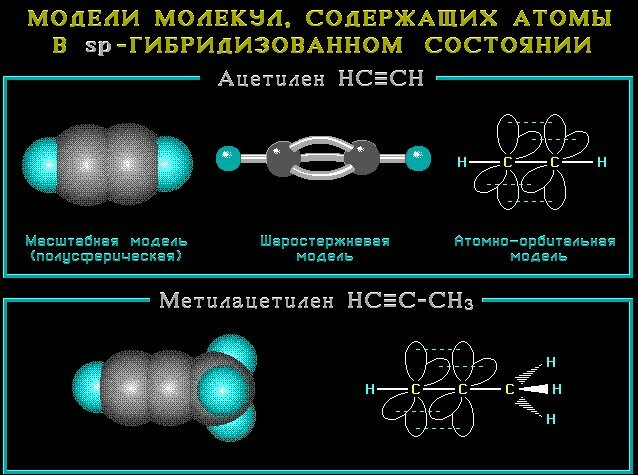 МОДЕЛИ МОЛЕКУЛ, СОДЕРЖАЩИХ АТОМЫ
В sp-ГИБРИДИЗОВАННОМ СОСТОЯНИИ
Ацетилен HC≡CH
H C C H
Масштабная модель
(полусферическая)
Шаростержневая
модель
Атомно-орбитальная
модель
Метилацетилен HC≡C-CH₃
H
H C C C H
H